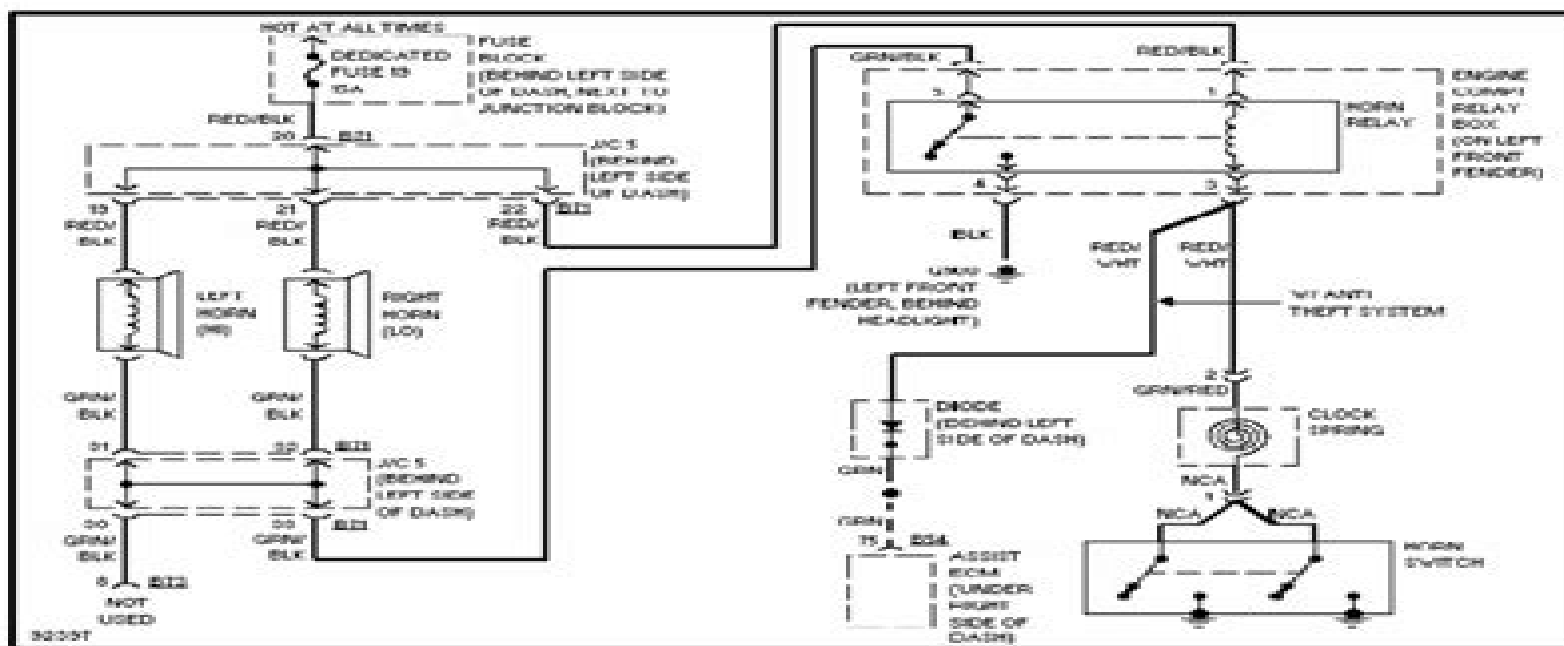 HOT AT ALL TIMES
DEDICATED
FUSE 19
15A
FUSE
BLOCK
(BEHIND LEFT SIDE
OF DASH, NEXT TO
JUNCTION BLOCK)
RED/BLK
20
J/C 5
(BEHIND
LEFT SIDE
OF DASH)
19
21
22
RED/
BLK
RED/
BLK
RED/
BLK
LEFT
HORN
(HI)
RIGHT
HORN
(LO)
GRN/
BLK
GRN/
BLK
31
32
J/C 5
(BEHIND
LEFT SIDE
OF DASH)
30
33
GRN/
BLK
GRN/
BLK
NOT
USED
GRN/BLK
RED/BLK
5
1
HORN
RELAY
ENGINE
COMPT
RELAY
BOX
(ON LEFT
FRONT
FENDER)
3
BLK
(LEFT FRONT
FENDER, BEHIND
HEADLIGHT)
RED/
WHT
RED/
WHT
W/ ANTI
THEFT SYSTEM
2
GRN/RED
DIODE
(BEHIND LEFT
SIDE OF DASH)
CLOCK
SPRING
GRN
NCA
1
GRN
NCA
NCA
75
ASSIST
ECM
(UNDER
RIGHT
SIDE OF
DASH)
HORN
SWITCH